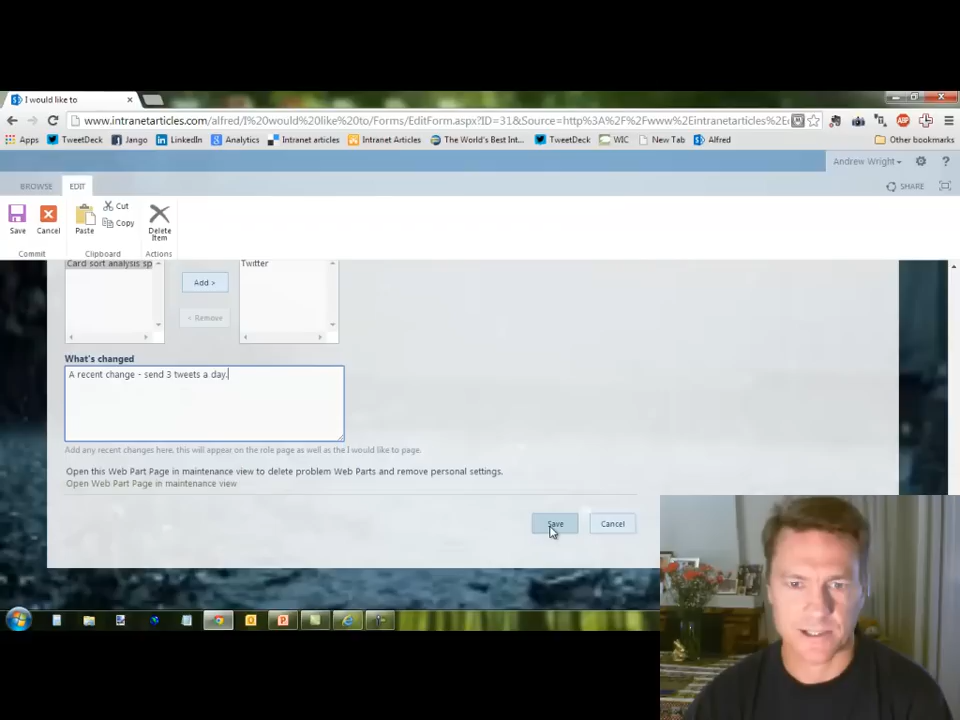 I would like to
www.intranetarticles.com/alfred/I%20would%20like%20to/Forms/EditForm.aspx?ID=31&Source=http%3A%2F%2Fwww%2Eintranetarticles%2E
Apps TweetDeck Jango LinkedIn Analytics Intranet articles WIC The World's Best Int... TweetDeck New Tab Alfred Other bookmarks
Andrew Wright
BROWSE EDIT SHARE
Save Cancel Paste Cut Copy Delete Item
Commit Clipboard Actions
Card sort analysis sp Twitter
Add >
< Remove
What's changed
A recent change - send 3 tweets a day.
Add any recent changes here, this will appear on the role page as well as the I would like to page.
Open this Web Part Page in maintenance view to delete problem Web Parts and remove personal settings.
Open Web Part Page in maintenance view
Save Cancel